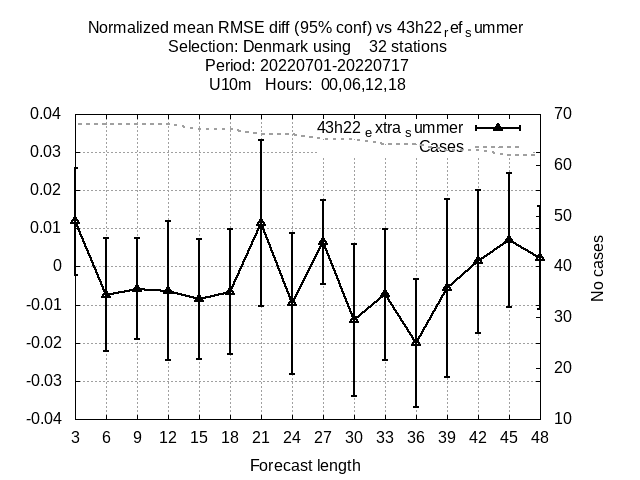 Normalized mean RMSE diff (95% conf) vs 43h22refsummer
Selection: Denmark using 32 stations
Period: 20220701-20220717
U10m Hours: 00,06,12,18
43h22extrasummer
Cases
0.04
0.03
0.02
0.01
0
-0.01
-0.02
-0.03
-0.04
70
60
50
40
30
20
10
No cases
3 6 9 12 15 18 21 24 27 30 33 36 39 42 45 48
Forecast length